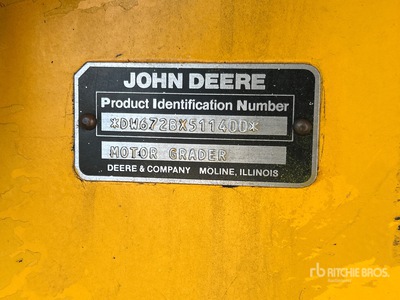 JOHN DEERE
Product Identification Number
*DW672BX511400*
MOTOR GRADER
DEERE & COMPANY MOLINE, ILLINOIS
rb RITCHIE BROS.